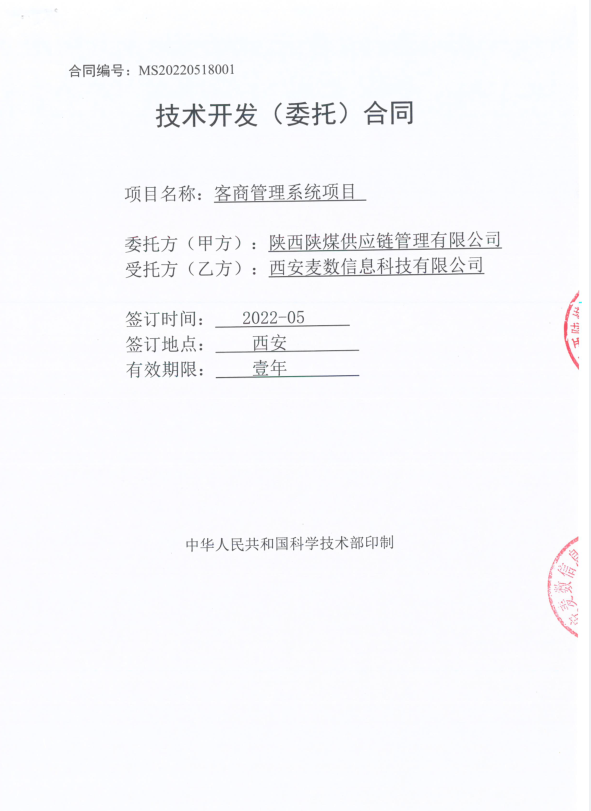 合同编号：MS20220518001
技术开发（委托）合同
项目名称：客商管理系统项目
委托方（甲方）：陕西陕煤供应链管理有限公司
受托方（乙方）：西安麦数信息科技有限公司
签订时间：2022-05
签订地点：西安
有效期限：壹年
中华人民共和国科学技术部印制
麦数信息